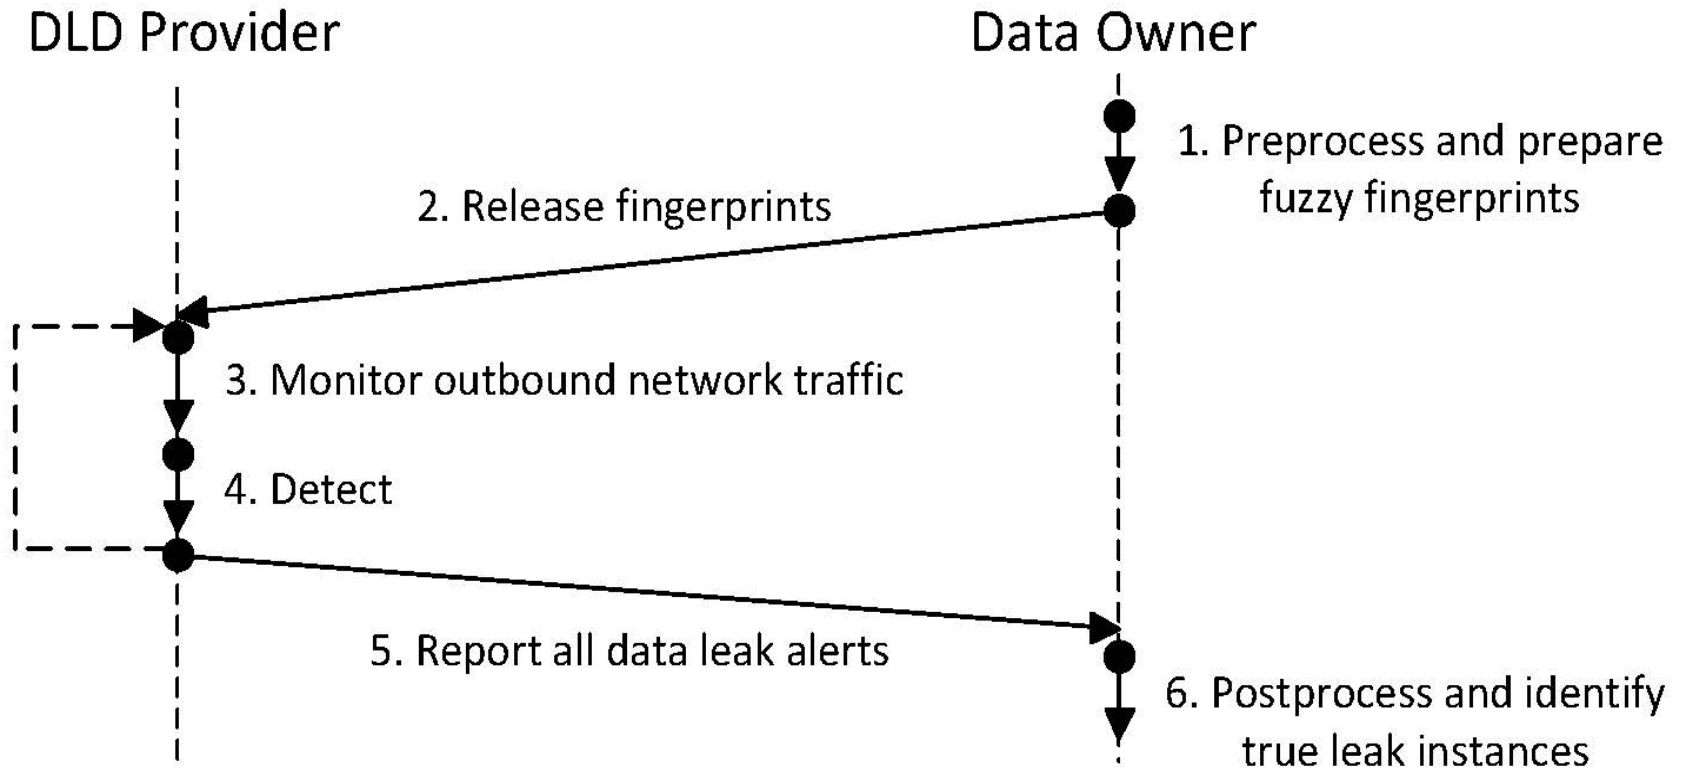 DLD Provider
Data Owner
1. Preprocess and prepare
fuzzy fingerprints
2. Release fingerprints
3. Monitor outbound network traffic
4. Detect
5. Report all data leak alerts
6. Postprocess and identify
true leak instances